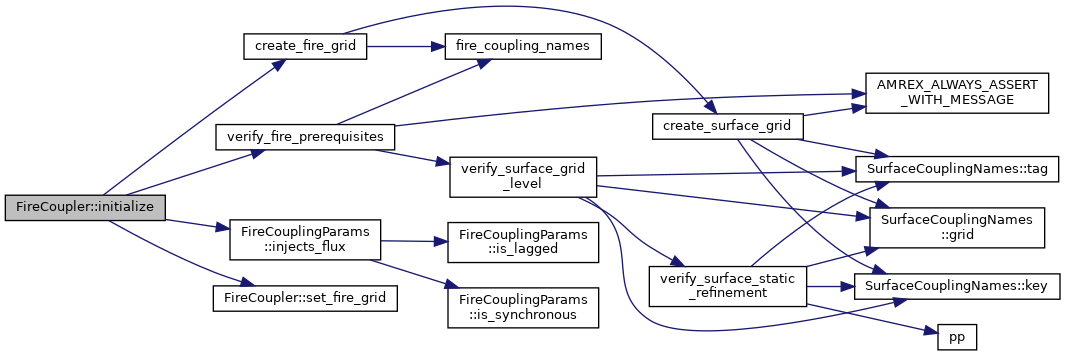 FireCoupler::initialize
create_fire_grid
fire_coupling_names
verify_fire_prerequisites
FireCouplingParams
::injects_flux
FireCoupler::set_fire_grid
verify_surface_grid
_level
FireCouplingParams
::is_lagged
FireCouplingParams
::is_synchronous
create_surface_grid
verify_surface_static
_refinement
AMREX_ALWAYS_ASSERT
_WITH_MESSAGE
SurfaceCouplingNames::tag
SurfaceCouplingNames
::grid
SurfaceCouplingNames::key
pp